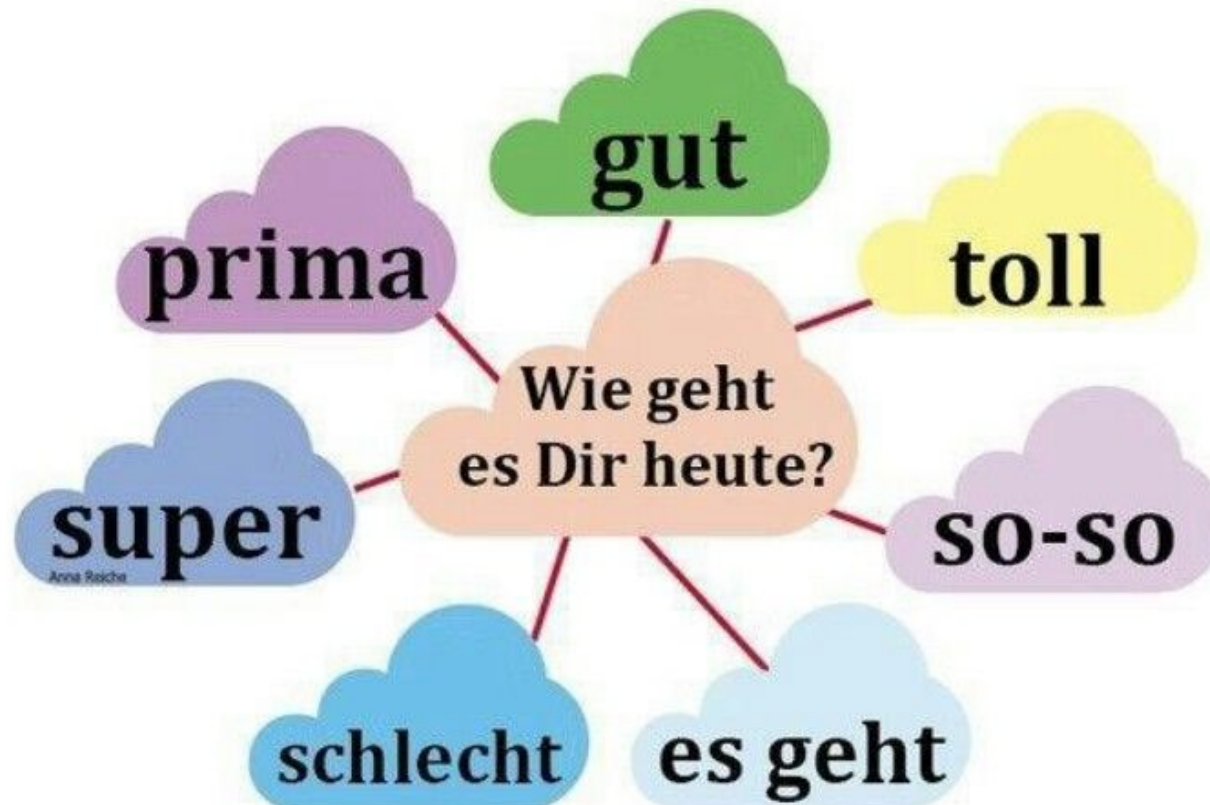 gut
prima
toll
Wie geht
es Dir heute?
super
Anna Reiche
so-so
schlecht
es geht